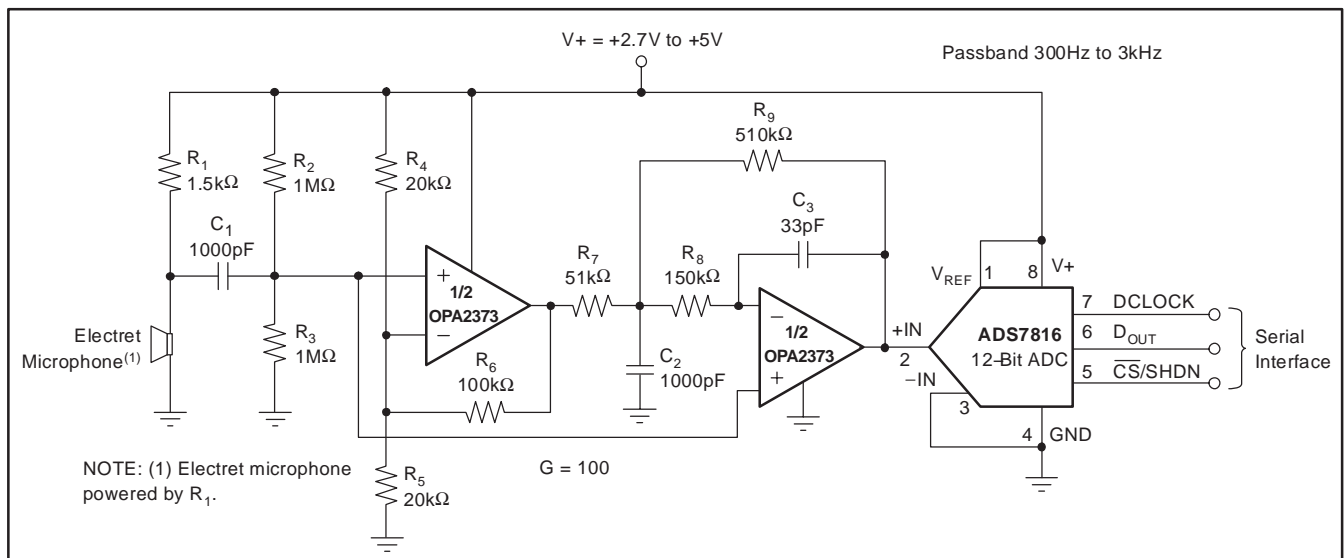 V+ = +2.7V to +5V
Passband 300Hz to 3kHz
R9
510kΩ
R1
1.5kΩ
R2
1MΩ
R4
20kΩ
C3
33pF
C1
1000pF
R7
51kΩ
R8
150kΩ
VREF
1
8
V+
+
1/2
OPA2373
−
7
DCLOCK
−
1/2
OPA2373
+
+IN
2
ADS7816
12–Bit ADC
6
DOUT
Serial
Interface
Electret
Microphone(1)
R3
1MΩ
R6
100kΩ
C2
1000pF
−IN
3
5
CS/SHDN
4
GND
NOTE: (1) Electret microphone
powered by R1.
G = 100
R5
20kΩ